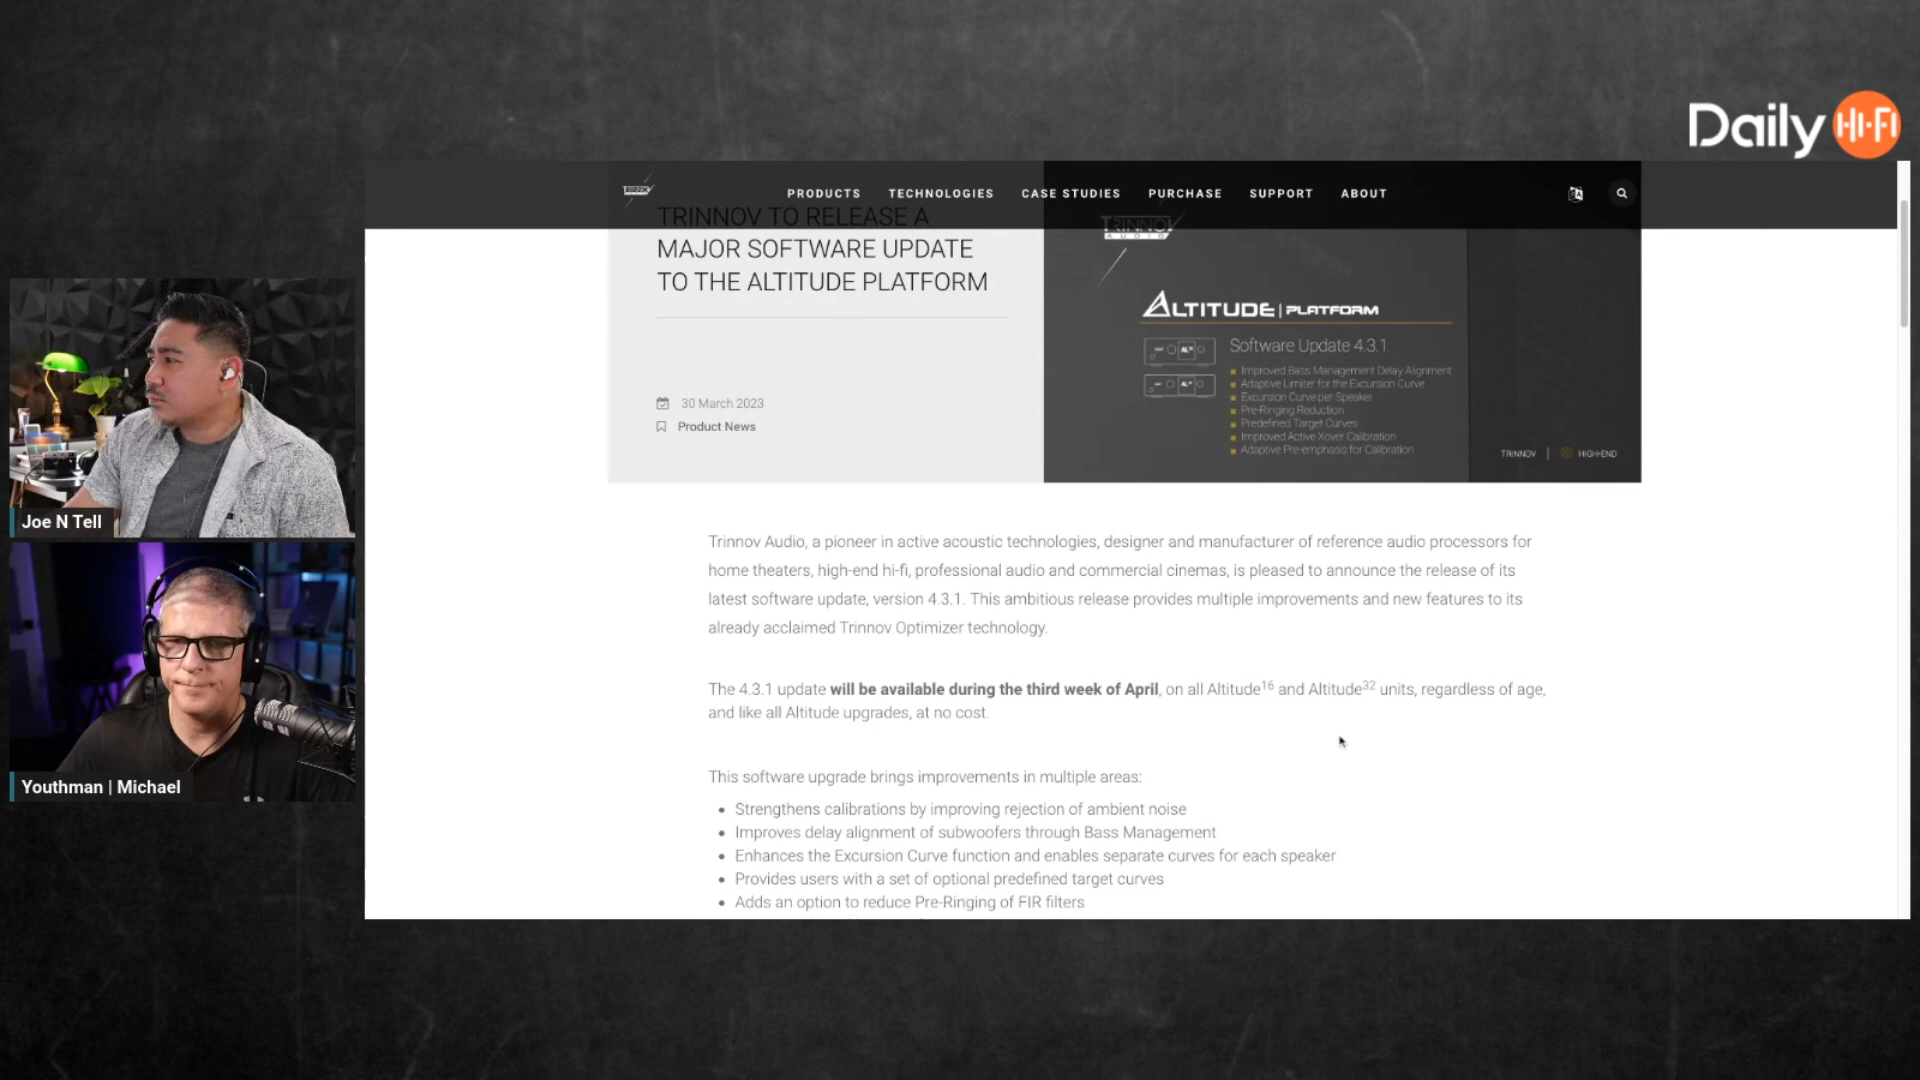 Daily HI-FI
TRINNOV
PRODUCTS TECHNOLOGIES CASE STUDIES PURCHASE SUPPORT ABOUT
TRINNOV TO RELEASE A
MAJOR SOFTWARE UPDATE
TO THE ALTITUDE PLATFORM
30 March 2023
Product News
TRINNOV
AUDIO
ALTITUDE | PLATFORM
Software Update 4.3.1
Improved Bass Management Delay Alignment
Adaptive Limiter for the Excursion Curve
Excursion Curve per Speaker
Pre-Ringing Reduction
Predefined Target Curves
Improved Active Xover Calibration
Adaptive Pre-emphasis for Calibration
TRINNOV | HIGH-END
Trinnov Audio, a pioneer in active acoustic technologies, designer and manufacturer of reference audio processors for
home theaters, high-end hi-fi, professional audio and commercial cinemas, is pleased to announce the release of its
latest software update, version 4.3.1. This ambitious release provides multiple improvements and new features to its
already acclaimed Trinnov Optimizer technology.
The 4.3.1 update will be available during the third week of April, on all Altitude16 and Altitude32 units, regardless of age,
and like all Altitude upgrades, at no cost.
This software upgrade brings improvements in multiple areas:
• Strengthens calibrations by improving rejection of ambient noise
• Improves delay alignment of subwoofers through Bass Management
• Enhances the Excursion Curve function and enables separate curves for each speaker
• Provides users with a set of optional predefined target curves
• Adds an option to reduce Pre-Ringing of FIR filters
Joe N Tell
Youthman | Michael